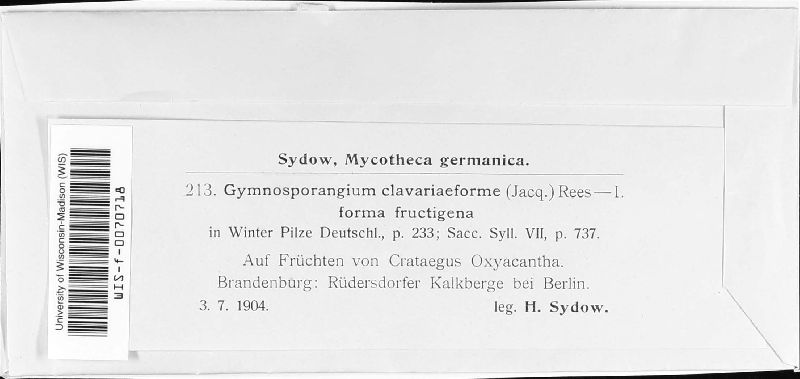 Sydow, Mycotheca germanica.
213. Gymnosporangium clavariaeforme (Jacq.) Rees — I.
forma fructigena
in Winter Pilze Deutschl., p. 233; Sacc. Syll. VII, p. 737.
Auf Früchten von Crataegus Oxyacantha.
Brandenburg: Rüdersdorfer Kalkberge bei Berlin.
3. 7. 1904. leg. H. Sydow.
University of Wisconsin-Madison (WIS)
WIS-f-0070718